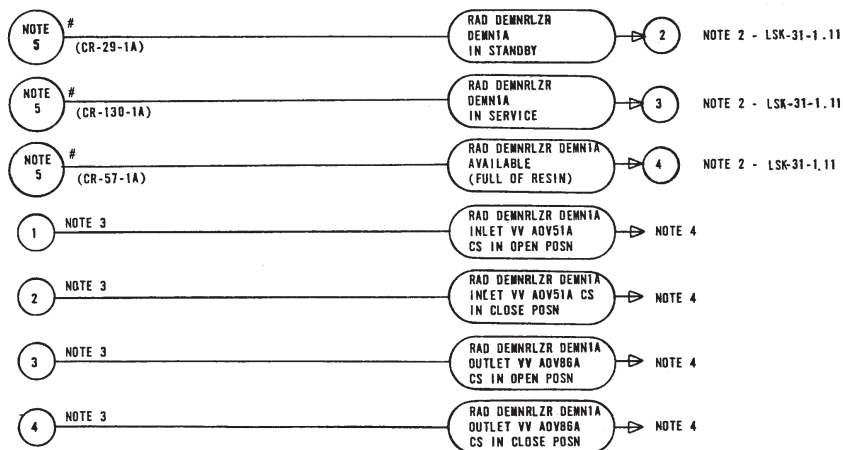 NOTE 5 # (CR-29-1A) RAD DEMNRLZR DEMN1A IN STANDBY 2 NOTE 2 - LSK-31-1.11
NOTE 5 # (CR-130-1A) RAD DEMNRLZR DEMN1A IN SERVICE 3 NOTE 2 - LSK-31-1.11
NOTE 5 # (CR-57-1A) RAD DEMNRLZR DEMN1A AVAILABLE (FULL OF RESIN) 4 NOTE 2 - LSK-31-1.11
1 NOTE 3 RAD DEMNRLZR DEMN1A INLET VV AOV51A CS IN OPEN POSN NOTE 4
2 NOTE 3 RAD DEMNRLZR DEMN1A INLET VV AOV51A CS IN CLOSE POSN NOTE 4
3 NOTE 3 RAD DEMNRLZR DEMN1A OUTLET VV AOV86A CS IN OPEN POSN NOTE 4
4 NOTE 3 RAD DEMNRLZR DEMN1A OUTLET VV AOV86A CS IN CLOSE POSN NOTE 4